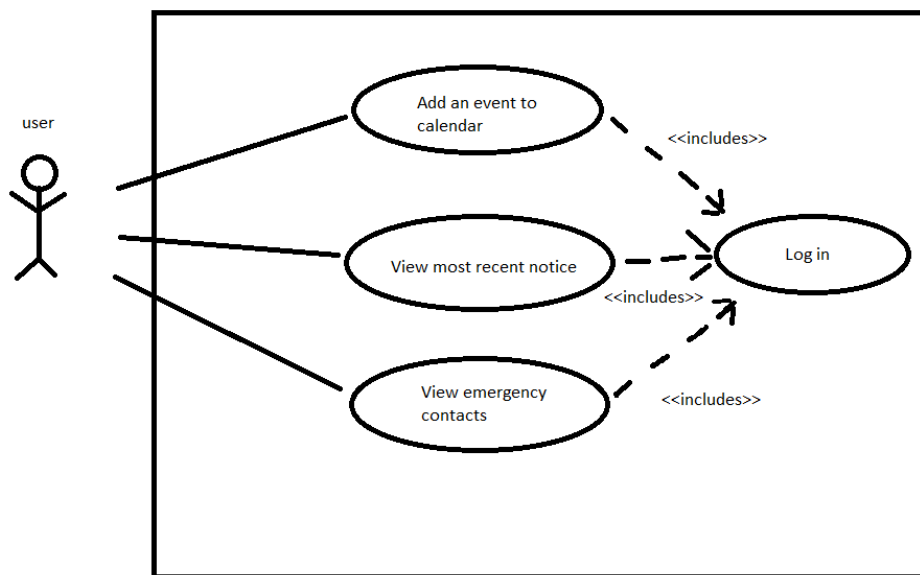 user
Add an event to
calendar
<<includes>>
View most recent notice
Log in
<<includes>>
View emergency
contacts
<<includes>>